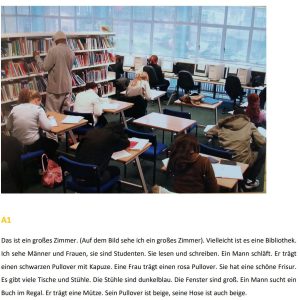 A1
Das ist ein großes Zimmer. (Auf dem Bild sehe ich ein großes Zimmer). Vielleicht ist es eine Bibliothek.
Ich sehe Männer und Frauen, sie sind Studenten. Sie lesen und schreiben. Ein Mann schläft. Er trägt
einen schwarzen Pullover mit Kapuze. Eine Frau trägt einen rosa Pullover. Sie hat eine schöne Frisur.
Es gibt viele Tische und Stühle. Die Stühle sind dunkelblau. Die Fenster sind groß. Ein Mann sucht ein
Buch im Regal. Er trägt eine Mütze. Sein Pullover ist beige, seine Hose ist auch beige.